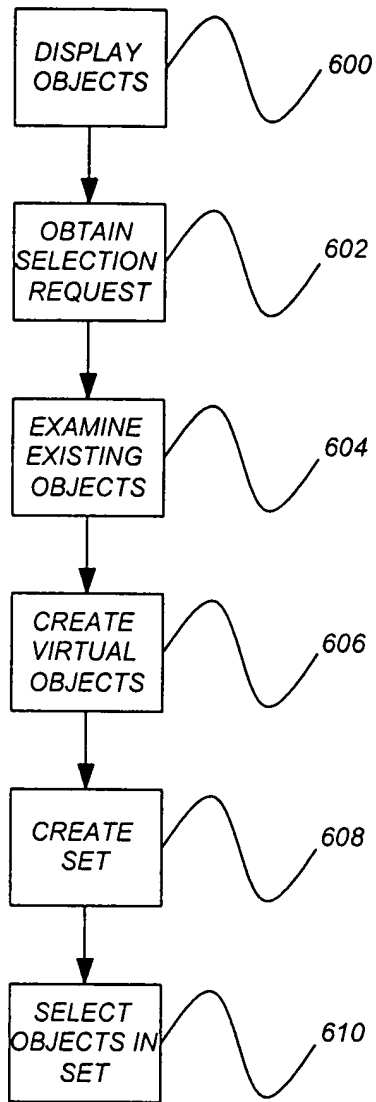 DISPLAY
OBJECTS
600
OBTAIN
SELECTION
REQUEST
602
EXAMINE
EXISTING
OBJECTS
604
CREATE
VIRTUAL
OBJECTS
606
CREATE
SET
608
SELECT
OBJECTS IN
SET
610